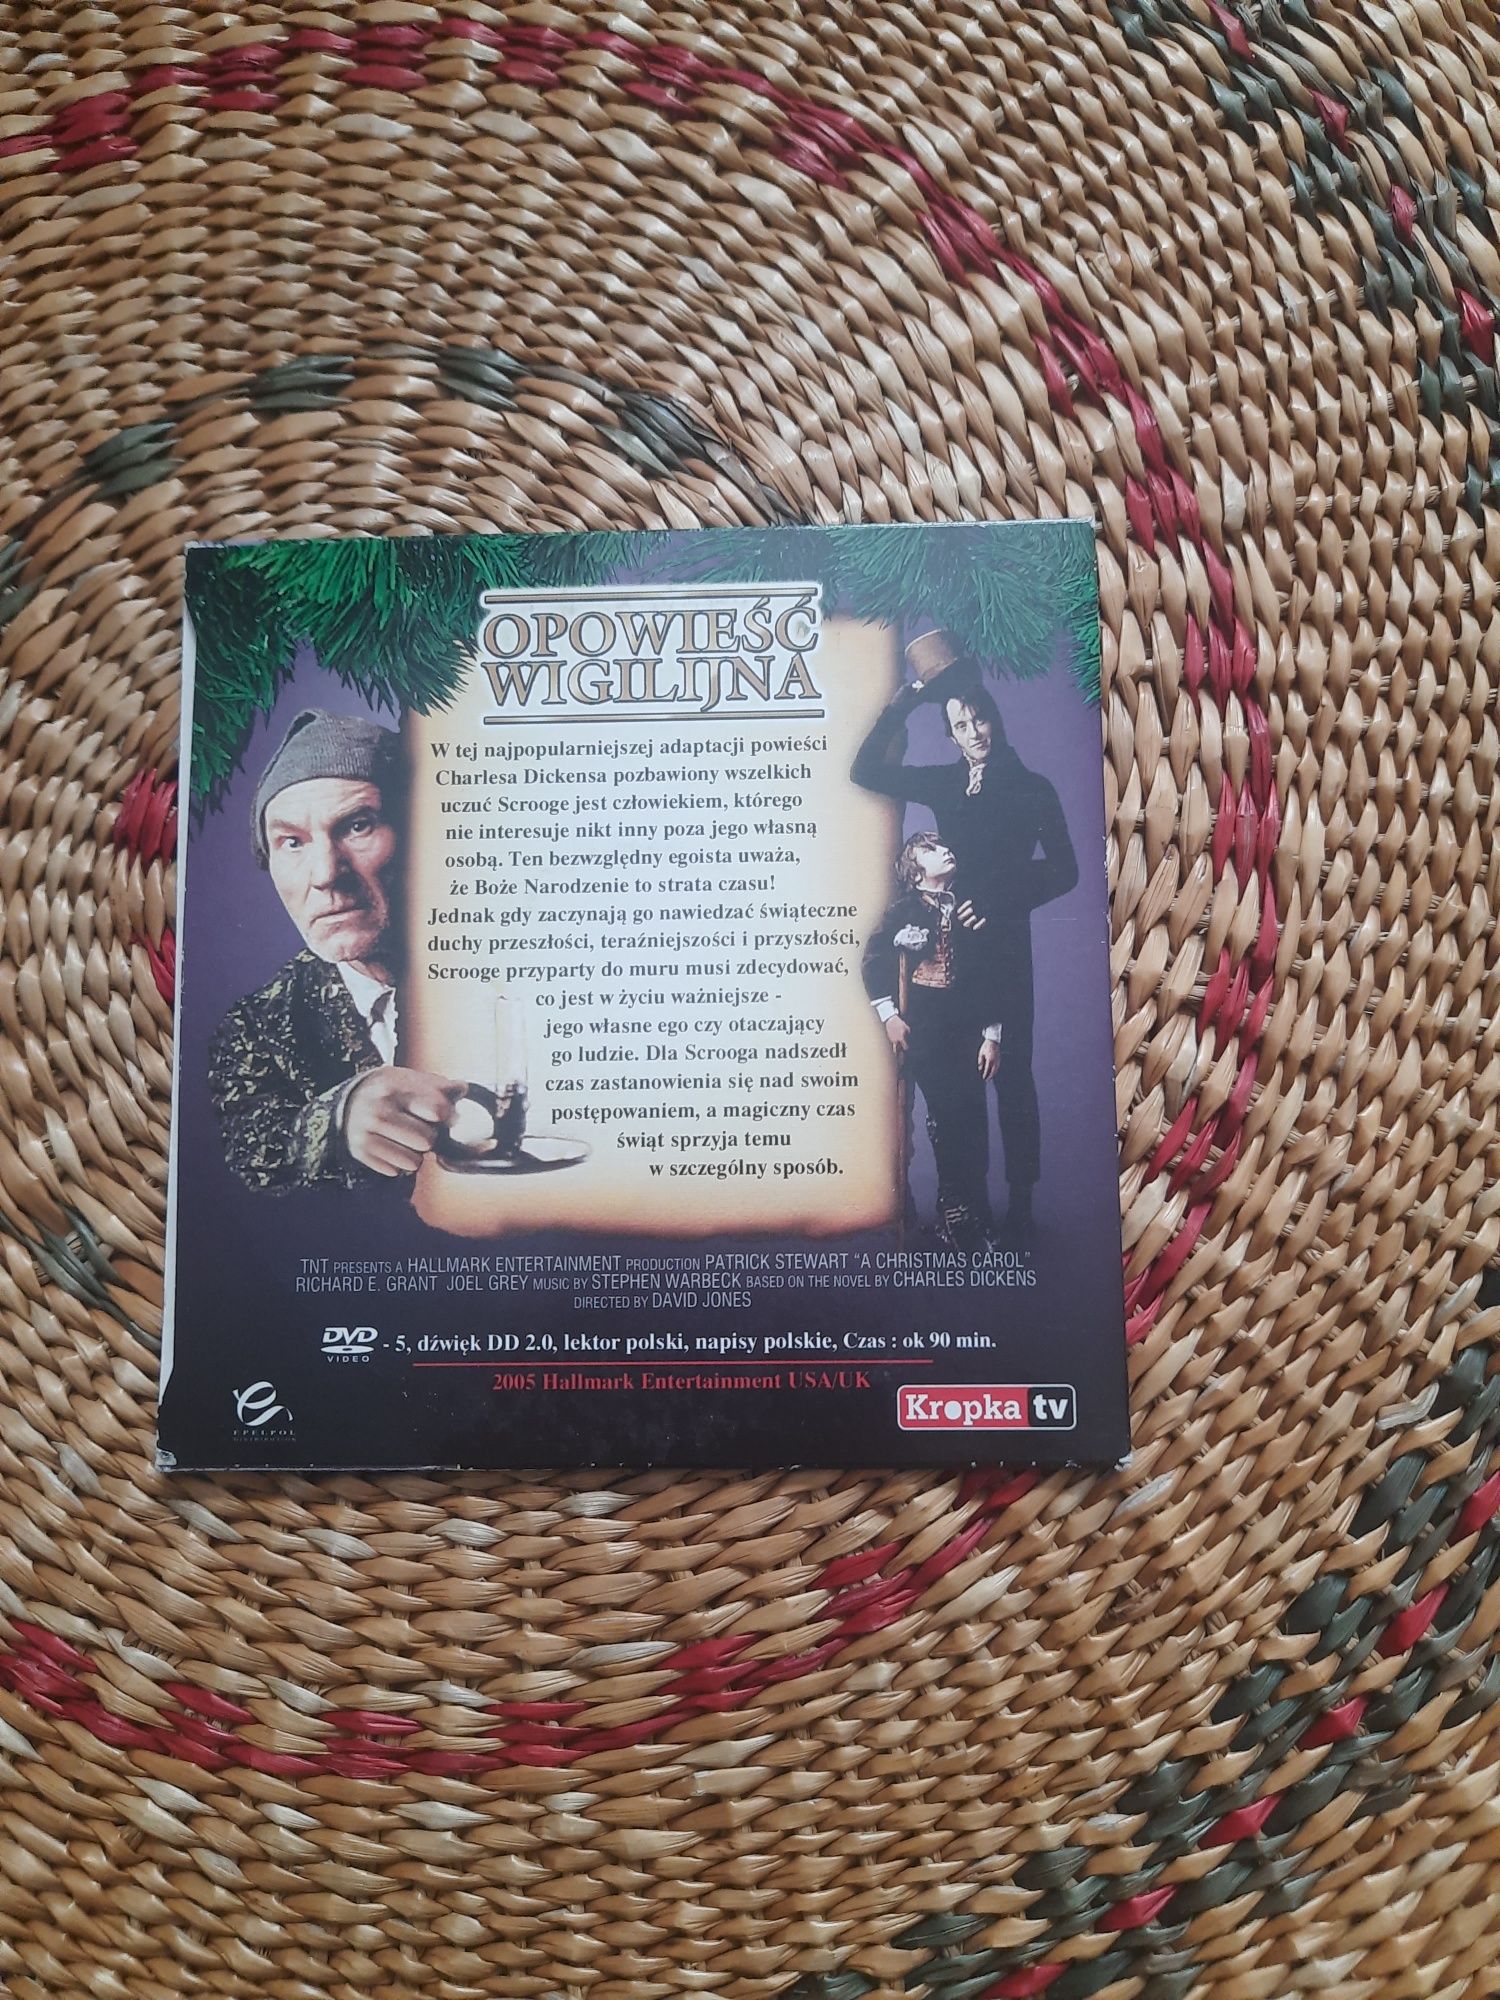 OPOWIEŚĆ
WIGILIJNA
W tej najpopularniejszej adaptacji powieści
Charlesa Dickensa pozbawiony wszelkich
uczuć Scrooge jest człowiekiem, którego
nie interesuje nikt inny poza jego własną
osobą. Ten bezwzględny egoista uważa,
że Boże Narodzenie to strata czasu!
Jednak gdy zaczynają go nawiedzać świąteczne
duchy przeszłości, teraźniejszości i przyszłości,
Scrooge przyparty do muru musi zdecydować,
co jest w życiu ważniejsze -
jego własne ego czy otaczający
go ludzie. Dla Scrooga nadszedł
czas zastanowienia się nad swoim
postępowaniem, a magiczny czas
świąt sprzyja temu
w szczególny sposób.
TNT PRESENTS A HALLMARK ENTERTAINMENT PRODUCTION PATRICK STEWART "A CHRISTMAS CAROL"
RICHARD E. GRANT JOEL GREY MUSIC BY STEPHEN WARBECK BASED ON THE NOVEL BY CHARLES DICKENS
DIRECTED BY DAVID JONES
DVD VIDEO - 5, dźwięk DD 2.0, lektor polski, napisy polskie, Czas : ok 90 min.
2005 Hallmark Entertainment USA/UK
EPELPOL
DISTRIBUTION
Kropka tv